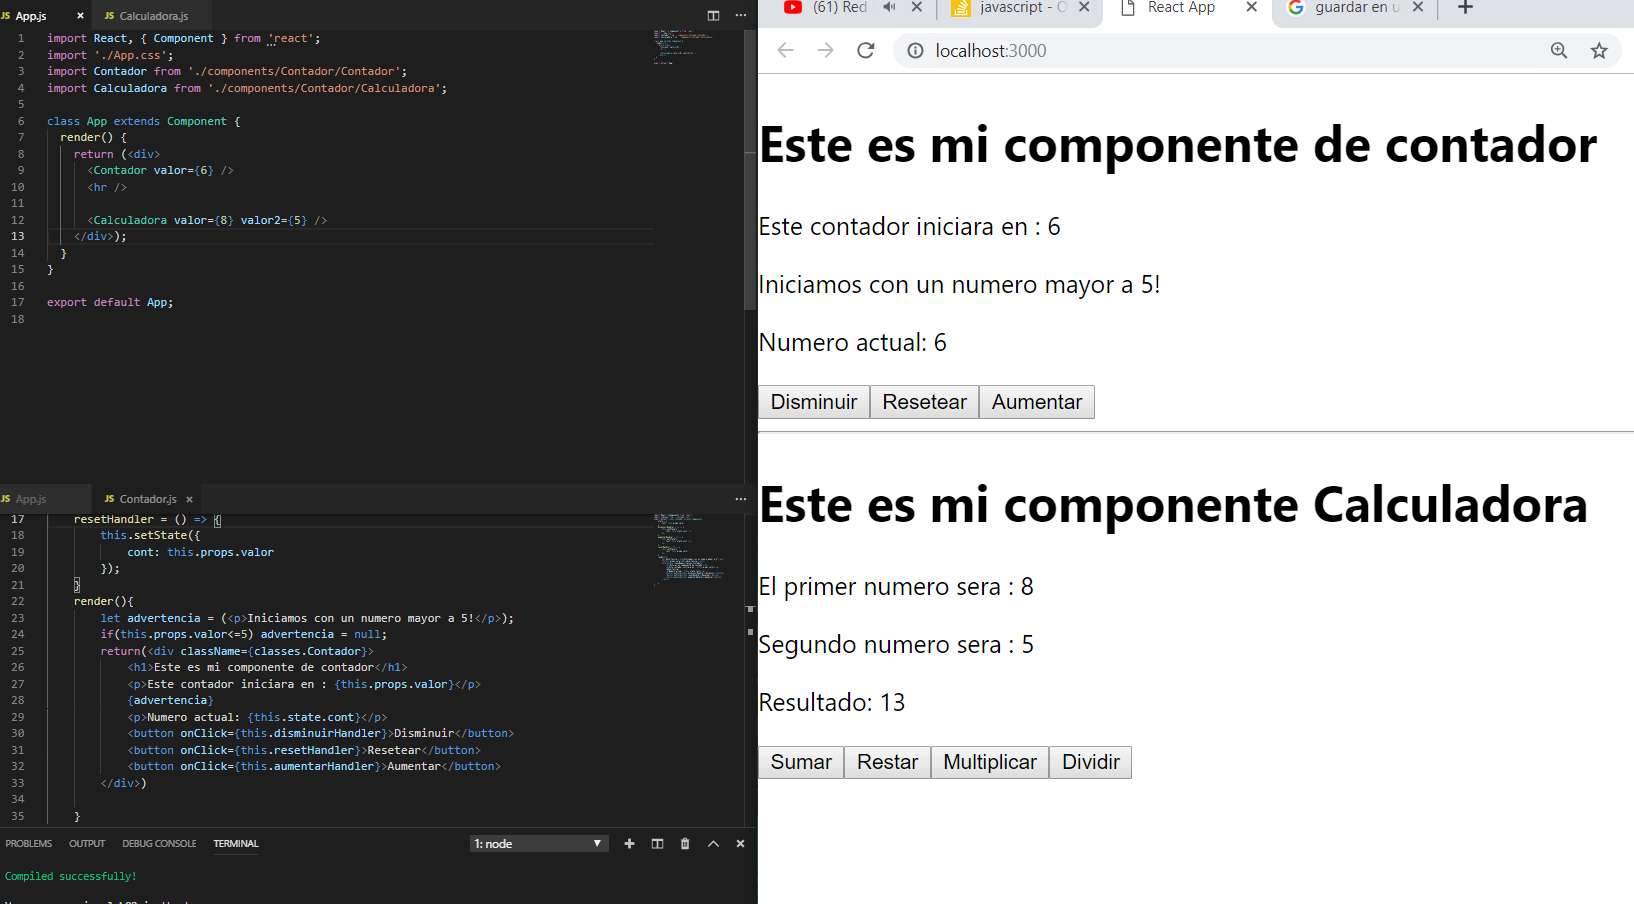 JS App.js × JS Calculadora.js
1 import React, { Component } from 'react';
2 import './App.css';
3 import Contador from './components/Contador/Contador';
4 import Calculadora from './components/Contador/Calculadora';
5
6 class App extends Component {
7 render() {
8 return (<div>
9 <Contador valor={6} />
10 <hr />
11
12 <Calculadora valor={8} valor2={5} />
13 </div>);
14 }
15 }
16
17 export default App;
18
JS App.js JS Contador.js ×
17 resetHandler = () => {
18 this.setState({
19 cont: this.props.valor
20 });
21 }
22 render(){
23 let advertencia = (<p>Iniciamos con un numero mayor a 5!</p>);
24 if(this.props.valor<=5) advertencia = null;
25 return(<div className={classes.Contador}>
26 <h1>Este es mi componente de contador</h1>
27 <p>Este contador iniciara en : {this.props.valor}</p>
28 {advertencia}
29 <p>Numero actual: {this.state.cont}</p>
30 <button onClick={this.disminuirHandler}>Disminuir</button>
31 <button onClick={this.resetHandler}>Resetear</button>
32 <button onClick={this.aumentarHandler}>Aumentar</button>
33 </div>)
34
35 }
PROBLEMS OUTPUT DEBUG CONSOLE TERMINAL 1: node
Compiled successfully!
(61) Red javascript - React App guardar en
localhost:3000
Este es mi componente de contador
Este contador iniciara en : 6
Iniciamos con un numero mayor a 5!
Numero actual: 6
Disminuir Resetear Aumentar
Este es mi componente Calculadora
El primer numero sera : 8
Segundo numero sera : 5
Resultado: 13
Sumar Restar Multiplicar Dividir